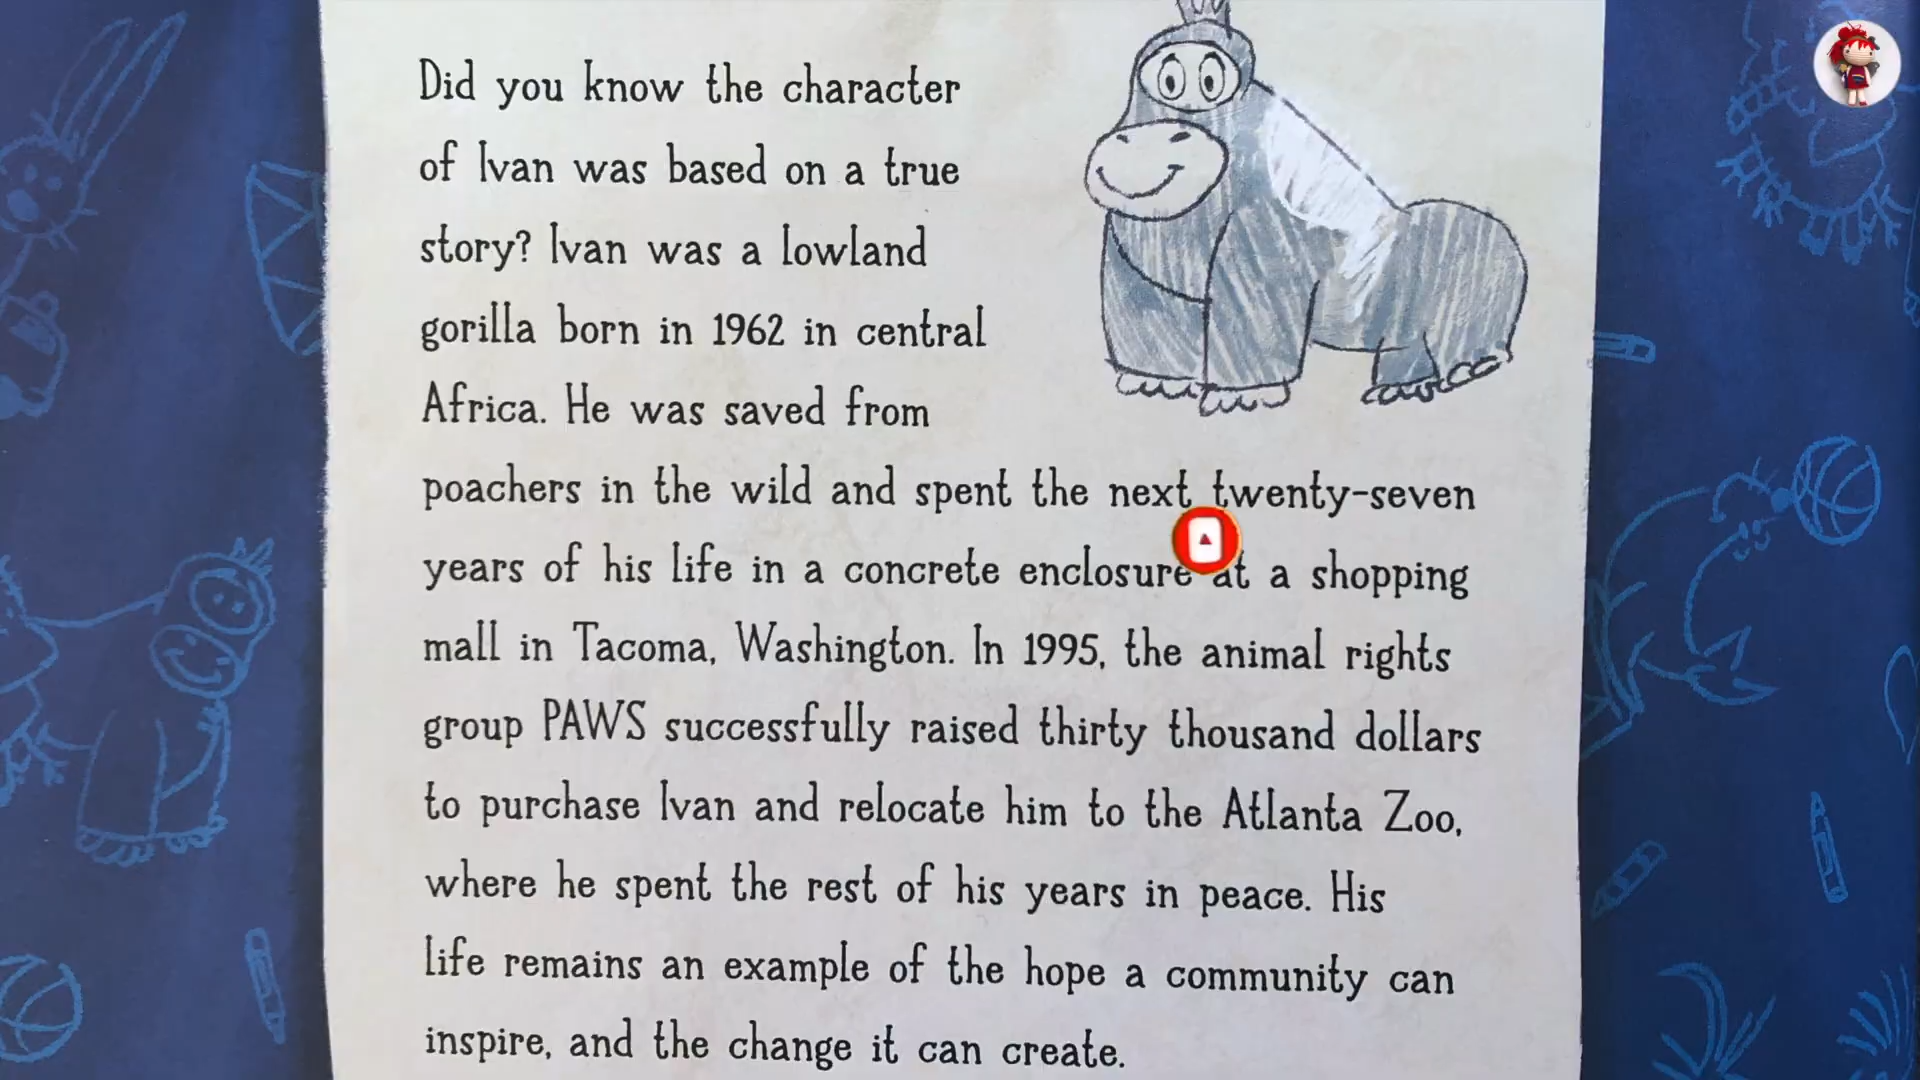 Did you know the character
of Ivan was based on a true
story? Ivan was a lowland
gorilla born in 1962 in central
Africa. He was saved from
poachers in the wild and spent the next twenty-seven
years of his life in a concrete enclosure at a shopping
mall in Tacoma, Washington. In 1995, the animal rights
group PAWS successfully raised thirty thousand dollars
to purchase Ivan and relocate him to the Atlanta Zoo,
where he spent the rest of his years in peace. His
life remains an example of the hope a community can
inspire, and the change it can create.